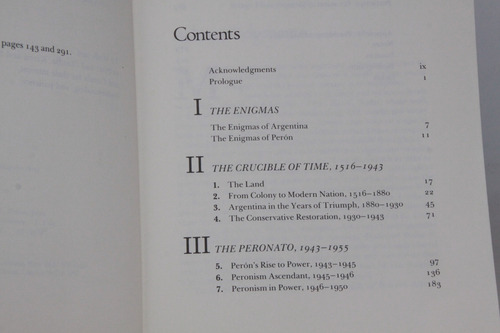 pages 143 and 291.
Contents
Acknowledgments ix
Prologue 1
I THE ENIGMAS
The Enigmas of Argentina 7
The Enigmas of Perón 11
II THE CRUCIBLE OF TIME, 1516–1943
1. The Land 17
2. From Colony to Modern Nation, 1516–1880 22
3. Argentina in the Years of Triumph, 1880–1930 45
4. The Conservative Restoration, 1930–1943 71
III THE PERONATO, 1943–1955
5. Perón's Rise to Power, 1943–1945 97
6. Peronism Ascendant, 1945–1946 136
7. Peronism in Power, 1946–1950 183